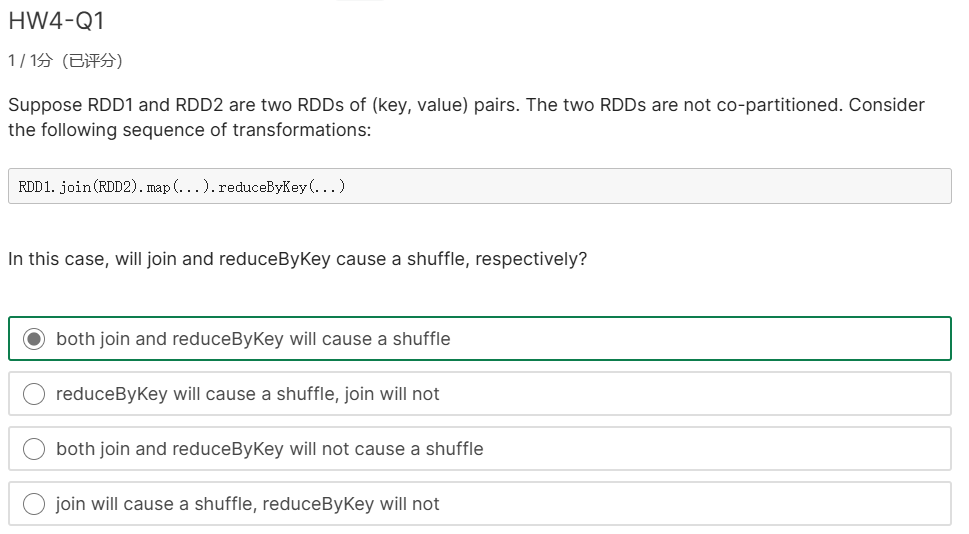 HW4-Q1
1 / 1分 (已评分)
Suppose RDD1 and RDD2 are two RDDs of (key, value) pairs. The two RDDs are not co-partitioned. Consider
the following sequence of transformations:
RDD1.join(RDD2).map(...).reduceByKey(...)
In this case, will join and reduceByKey cause a shuffle, respectively?
both join and reduceByKey will cause a shuffle
reduceByKey will cause a shuffle, join will not
both join and reduceByKey will not cause a shuffle
join will cause a shuffle, reduceByKey will not